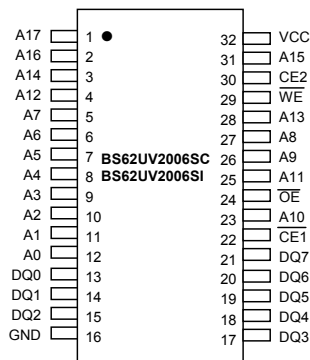 A17 1 32 VCC
A16 2 31 A15
A14 3 30 CE2
A12 4 29 WE
A7 5 28 A13
A6 6 27 A8
A5 7 BS62UV2006SC 26 A9
A4 8 BS62UV2006SI 25 A11
A3 9 24 OE
A2 10 23 A10
A1 11 22 CE1
A0 12 21 DQ7
DQ0 13 20 DQ6
DQ1 14 19 DQ5
DQ2 15 18 DQ4
GND 16 17 DQ3